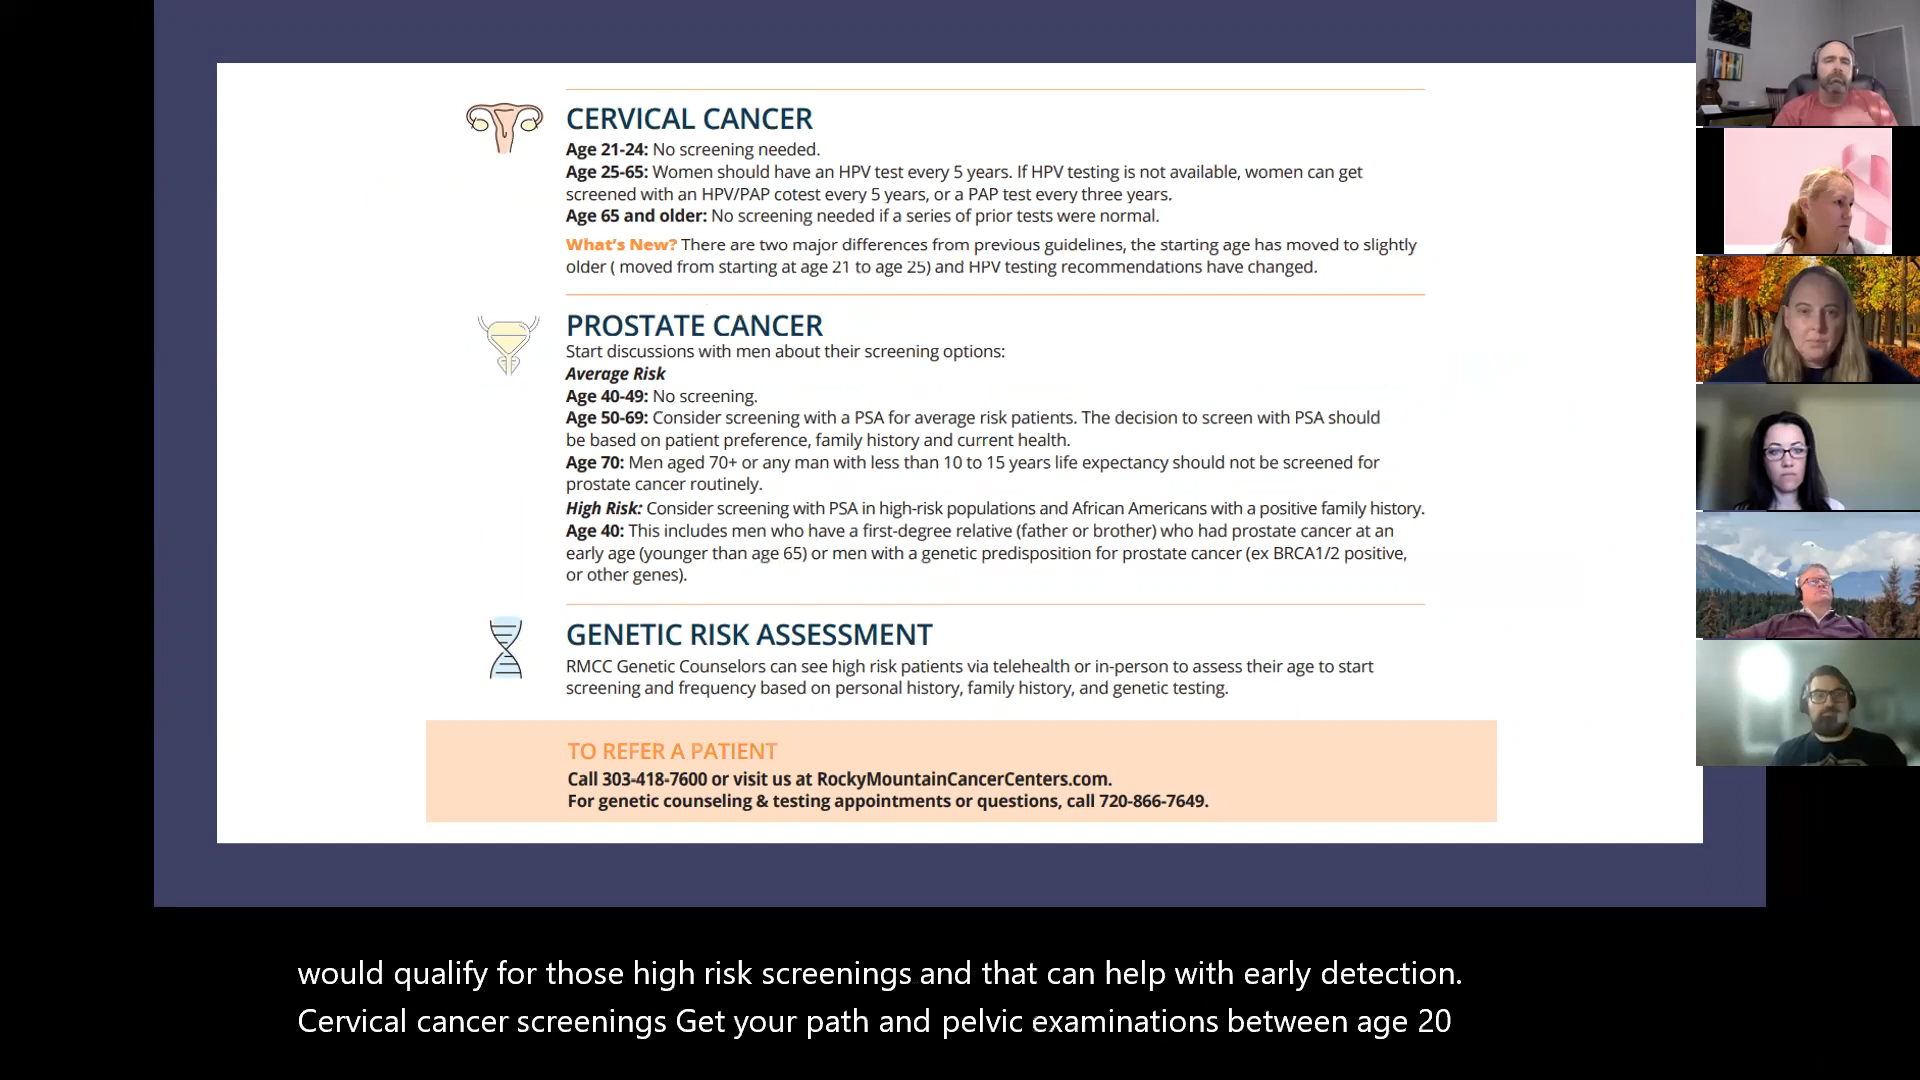 CERVICAL CANCER
Age 21-24: No screening needed.
Age 25-65: Women should have an HPV test every 5 years. If HPV testing is not available, women can get
screened with an HPV/PAP cotest every 5 years, or a PAP test every three years.
Age 65 and older: No screening needed if a series of prior tests were normal.
What's New? There are two major differences from previous guidelines, the starting age has moved to slightly
older ( moved from starting at age 21 to age 25) and HPV testing recommendations have changed.
PROSTATE CANCER
Start discussions with men about their screening options:
Average Risk
Age 40-49: No screening.
Age 50-69: Consider screening with a PSA for average risk patients. The decision to screen with PSA should
be based on patient preference, family history and current health.
Age 70: Men aged 70+ or any man with less than 10 to 15 years life expectancy should not be screened for
prostate cancer routinely.
High Risk: Consider screening with PSA in high-risk populations and African Americans with a positive family history.
Age 40: This includes men who have a first-degree relative (father or brother) who had prostate cancer at an
early age (younger than age 65) or men with a genetic predisposition for prostate cancer (ex BRCA1/2 positive,
or other genes).
GENETIC RISK ASSESSMENT
RMCC Genetic Counselors can see high risk patients via telehealth or in-person to assess their age to start
screening and frequency based on personal history, family history, and genetic testing.
TO REFER A PATIENT
Call 303-418-7600 or visit us at RockyMountainCancerCenters.com.
For genetic counseling & testing appointments or questions, call 720-866-7649.
would qualify for those high risk screenings and that can help with early detection.
Cervical cancer screenings Get your path and pelvic examinations between age 20